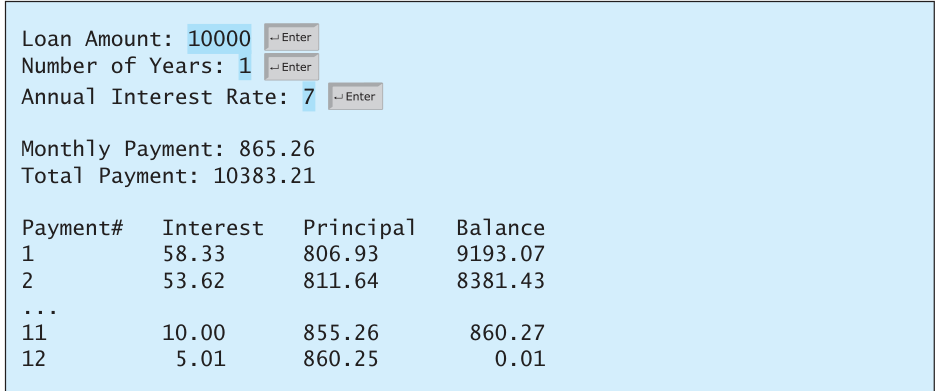 Loan Amount: 10000 ↵Enter
Number of Years: 1 ↵Enter
Annual Interest Rate: 7 ↵Enter
Monthly Payment: 865.26
Total Payment: 10383.21
Payment# Interest Principal Balance
1 58.33 806.93 9193.07
2 53.62 811.64 8381.43
...
11 10.00 855.26 860.27
12 5.01 860.25 0.01